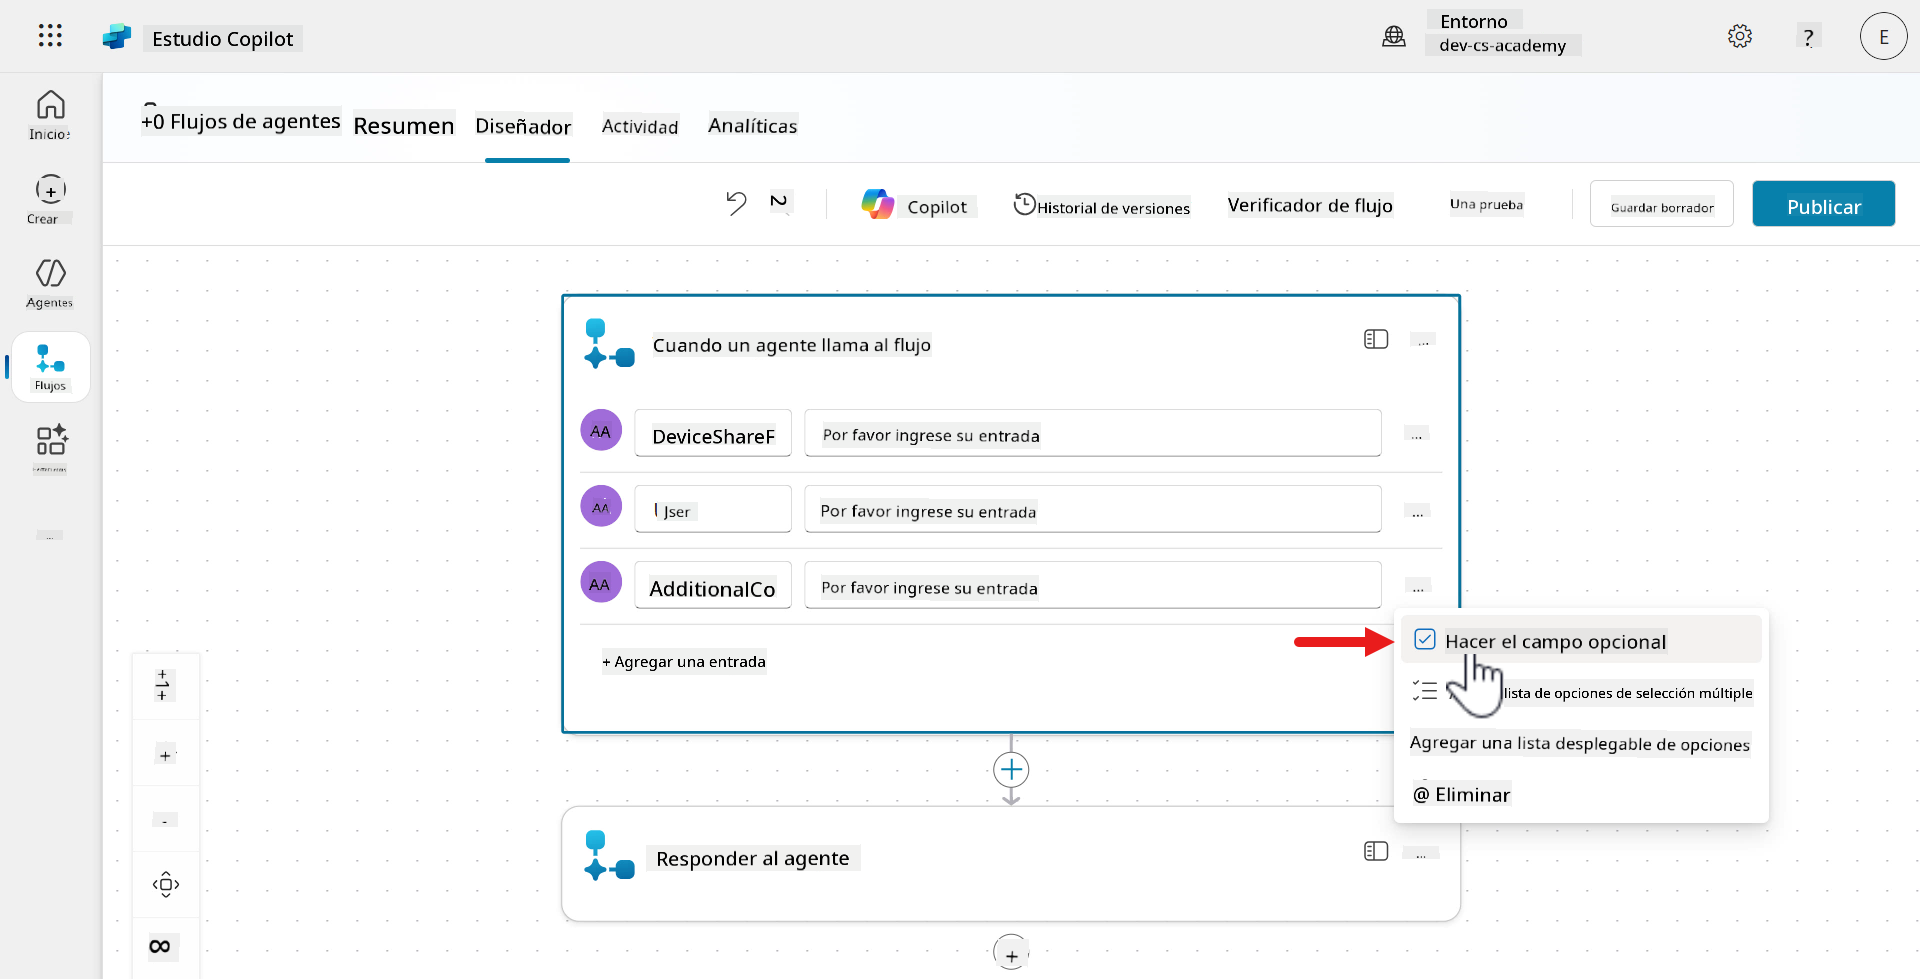 Estudio Copilot
Entorno
dev-cs-academy
?
E
Inicio
Crear
Agentes
Flujos
+0 Flujos de agentes
Resumen
Diseñador
Actividad
Analíticas
Copilot
Historial de versiones
Verificador de flujo
Una prueba
Guardar borrador
Publicar
Cuando un agente llama al flujo
...
AA
DeviceShareF
Por favor ingrese su entrada
...
AA
Jser
Por favor ingrese su entrada
...
AA
AdditionalCo
Por favor ingrese su entrada
...
+ Agregar una entrada
Hacer el campo opcional
lista de opciones de selección múltiple
Agregar una lista desplegable de opciones
@ Eliminar
Responder al agente
...